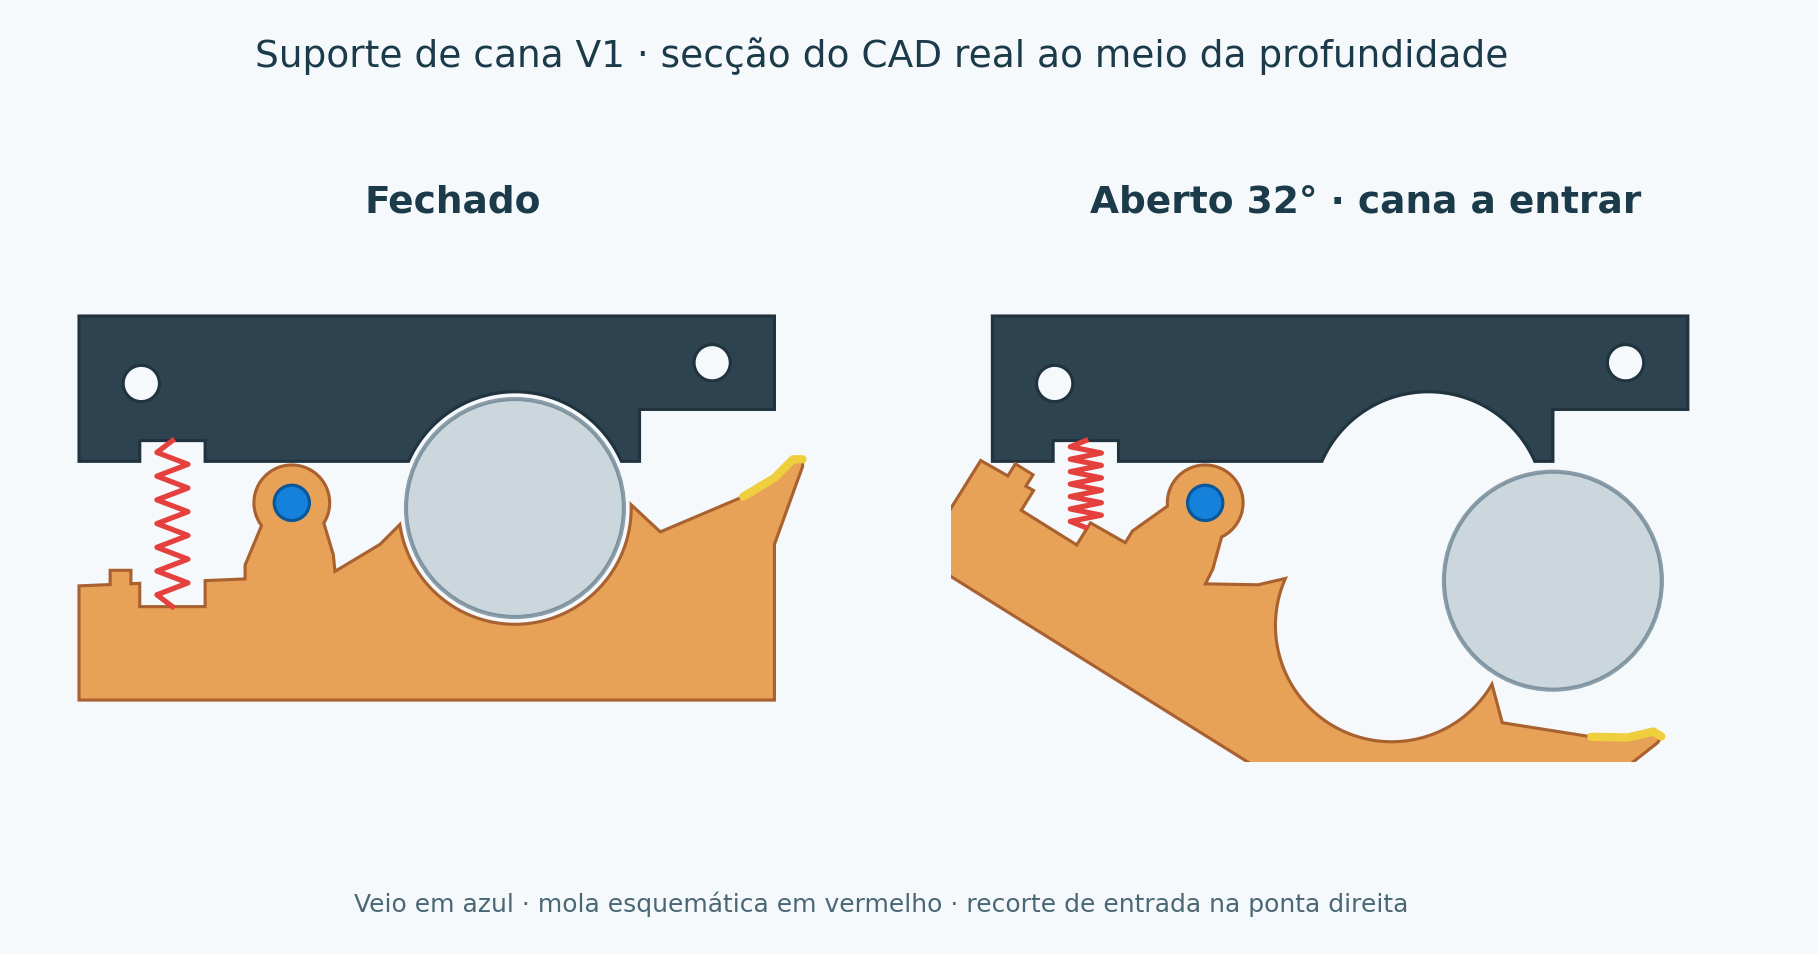 Suporte de cana V1 · secção do CAD real ao meio da profundidade
Fechado
Aberto 32° · cana a entrar
Veio em azul · mola esquemática em vermelho · recorte de entrada na ponta direita